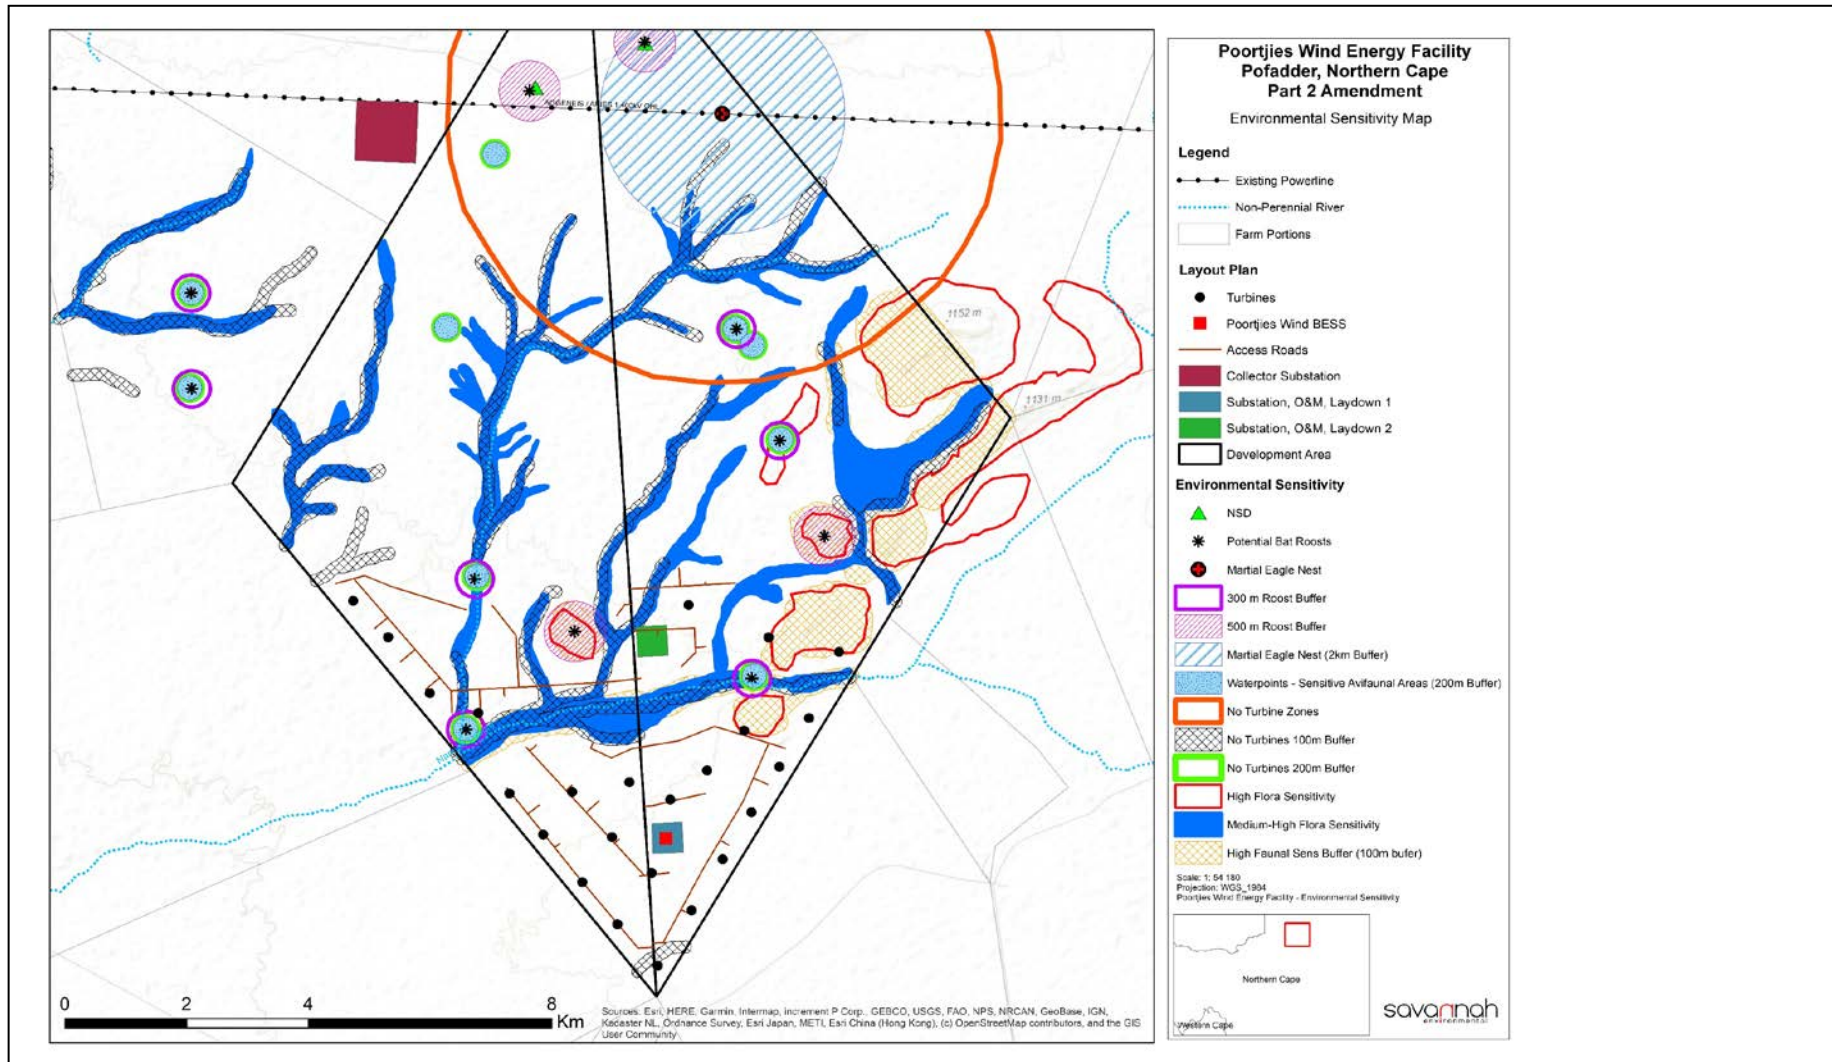 Poortjies Wind Energy Facility
Pofadder, Northern Cape
Part 2 Amendment
Environmental Sensitivity Map
Legend
Existing Powerline
Non-Perennial River
Farm Portions
Layout Plan
Turbines
Poortjies Wind BESS
Access Roads
Collector Substation
Substation, O&M, Laydown 1
Substation, O&M, Laydown 2
Development Area
Environmental Sensitivity
NSD
Potential Bat Roosts
Martial Eagle Nest
300 m Roost Buffer
500 m Roost Buffer
Martial Eagle Nest (2km Buffer)
Waterpoints - Sensitive Avifaunal Areas (200m Buffer)
No Turbine Zones
No Turbines 100m Buffer
No Turbines 200m Buffer
High Flora Sensitivity
Medium-High Flora Sensitivity
High Faunal Sens Buffer (100m bufer)
Scale: 1: 54 180
Projection: WGS_1984
Poortjies Wind Energy Facility - Environmental Sensitivity
Northern Cape
Western Cape
savannah
environmental
1152 m
1131 m
0 2 4 8
Km
Sources: Esri, HERE, Garmin, Intermap, increment P Corp., GEBCO, USGS, FAO, NPS, NRCAN, GeoBase, IGN,
Kadaster NL, Ordnance Survey, Esri Japan, METI, Esri China (Hong Kong), (c) OpenStreetMap contributors, and the GIS
User Community